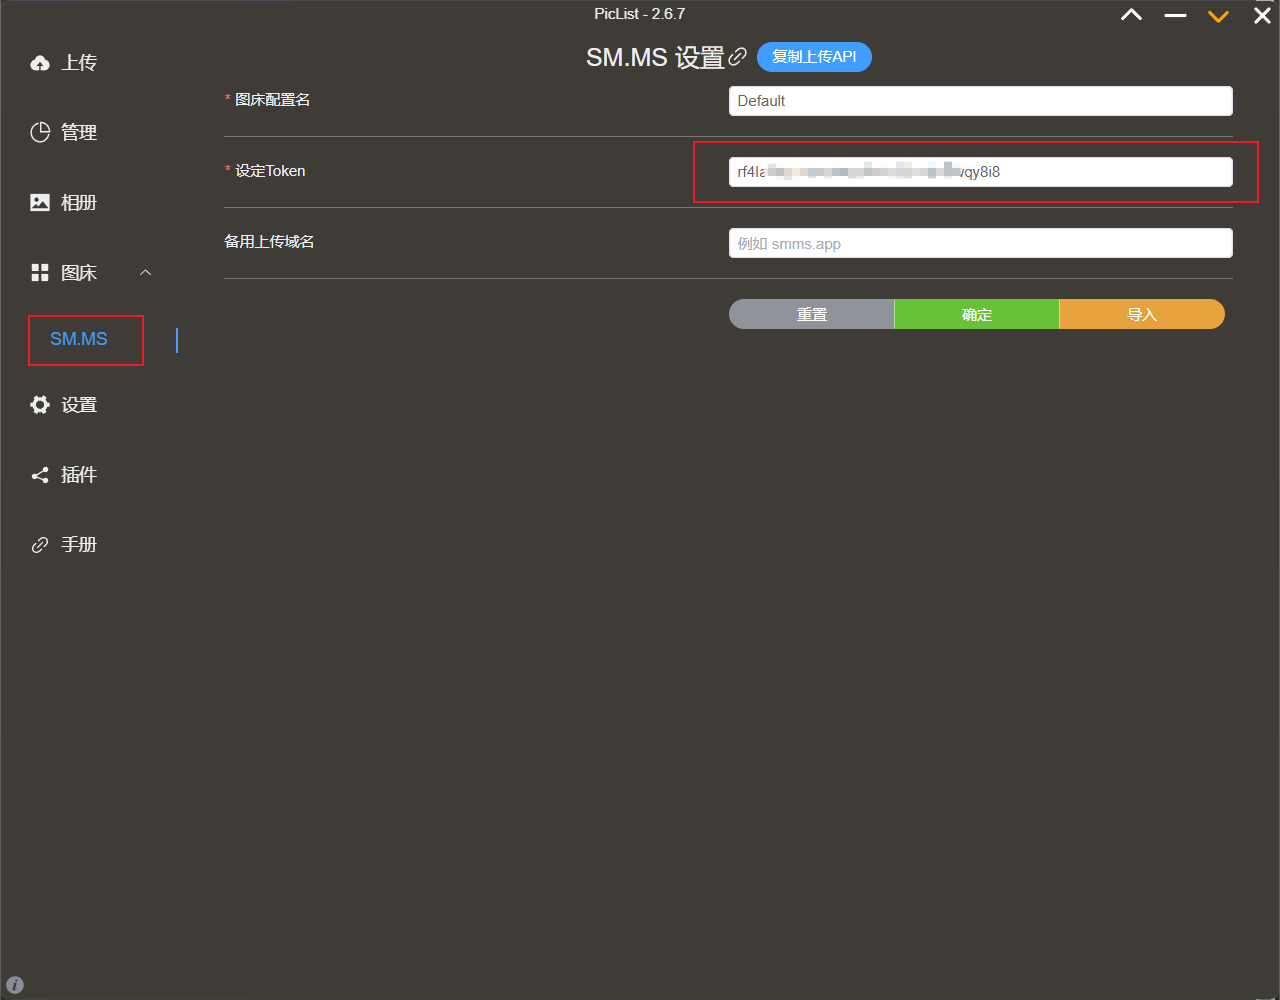 PicList - 2.6.7
SM.MS 设置 复制上传API
上传
管理
相册
图床
SM.MS
设置
插件
手册
* 图床配置名
Default
* 设定Token
rf4l vqy8i8
备用上传域名
例如 smms.app
重置 确定 导入